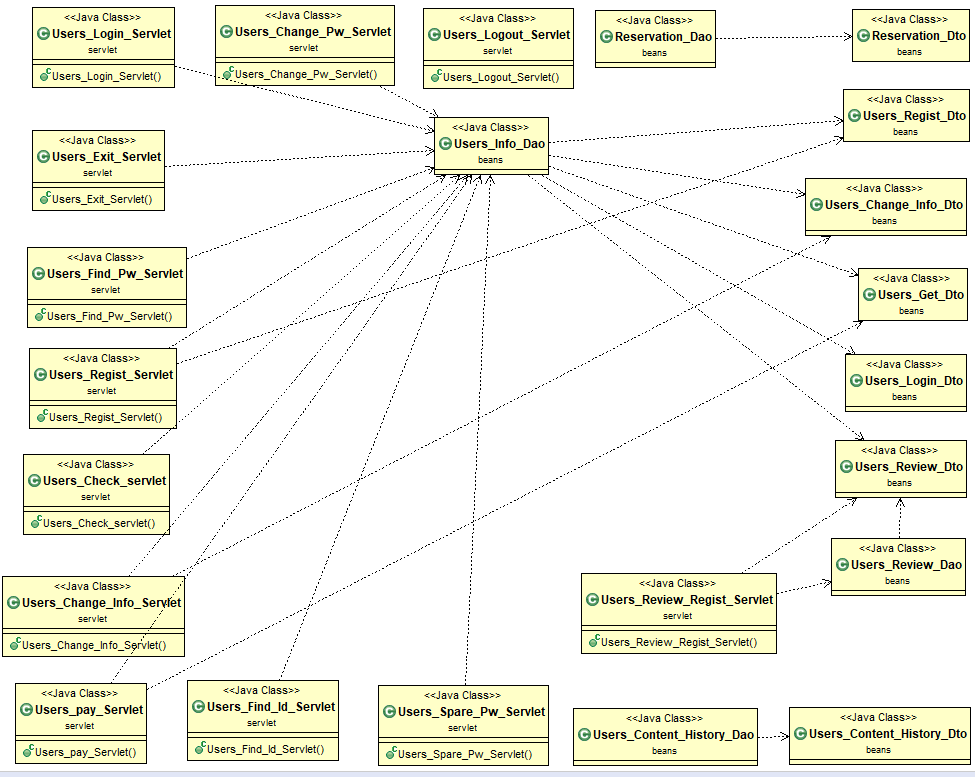 <<Java Class>>
Users_Login_Servlet
servlet
Users_Login_Servlet()
<<Java Class>>
Users_Change_Pw_Servlet
servlet
Users_Change_Pw_Servlet()
<<Java Class>>
Users_Logout_Servlet
servlet
Users_Logout_Servlet()
<<Java Class>>
Reservation_Dao
beans
<<Java Class>>
Reservation_Dto
beans
<<Java Class>>
Users_Regist_Dto
beans
<<Java Class>>
Users_Info_Dao
beans
<<Java Class>>
Users_Exit_Servlet
servlet
Users_Exit_Servlet()
<<Java Class>>
Users_Change_Info_Dto
beans
<<Java Class>>
Users_Find_Pw_Servlet
servlet
Users_Find_Pw_Servlet()
<<Java Class>>
Users_Get_Dto
beans
<<Java Class>>
Users_Regist_Servlet
servlet
Users_Regist_Servlet()
<<Java Class>>
Users_Login_Dto
beans
<<Java Class>>
Users_Check_servlet
servlet
Users_Check_servlet()
<<Java Class>>
Users_Review_Dto
beans
<<Java Class>>
Users_Review_Dao
beans
<<Java Class>>
Users_Change_Info_Servlet
servlet
Users_Change_Info_Servlet()
<<Java Class>>
Users_Review_Regist_Servlet
servlet
Users_Review_Regist_Servlet()
<<Java Class>>
Users_pay_Servlet
servlet
Users_pay_Servlet()
<<Java Class>>
Users_Find_Id_Servlet
servlet
Users_Find_Id_Servlet()
<<Java Class>>
Users_Spare_Pw_Servlet
servlet
Users_Spare_Pw_Servlet()
<<Java Class>>
Users_Content_History_Dao
beans
<<Java Class>>
Users_Content_History_Dto
beans